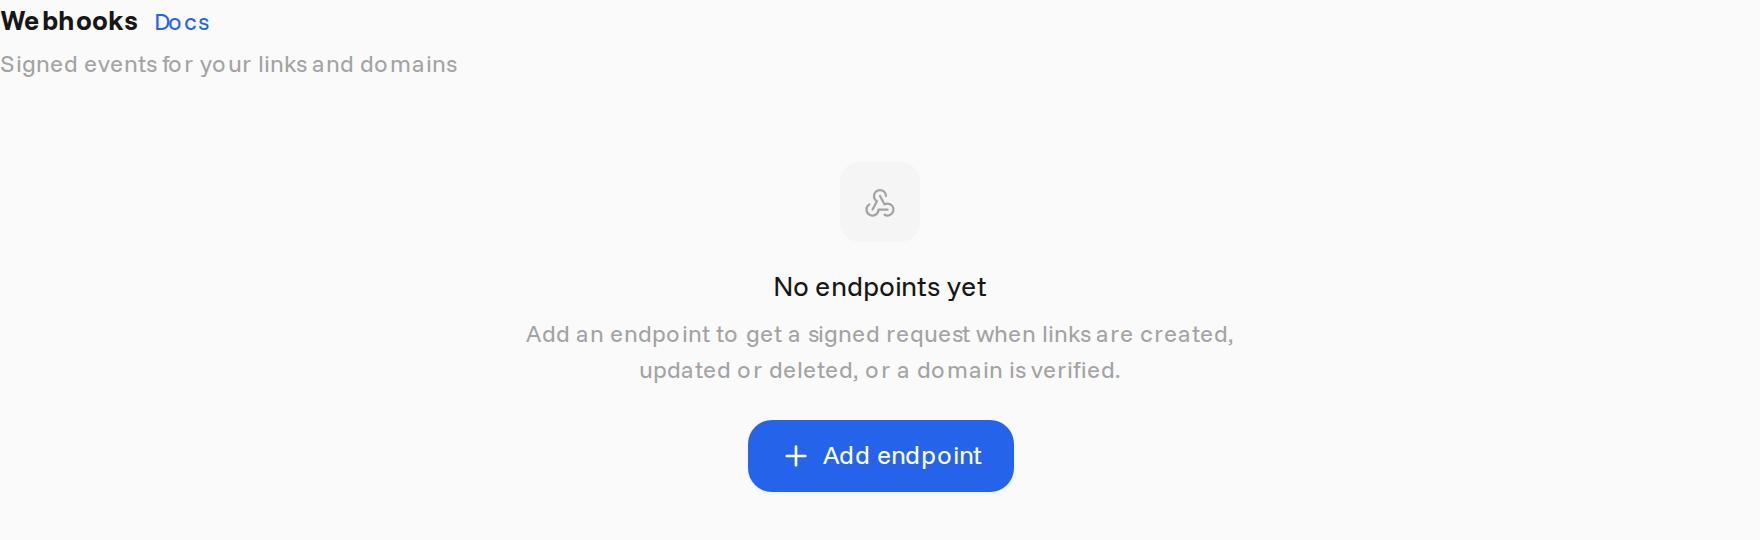 Webhooks Docs
Signed events for your links and domains
No endpoints yet
Add an endpoint to get a signed request when links are created,
updated or deleted, or a domain is verified.
Add endpoint